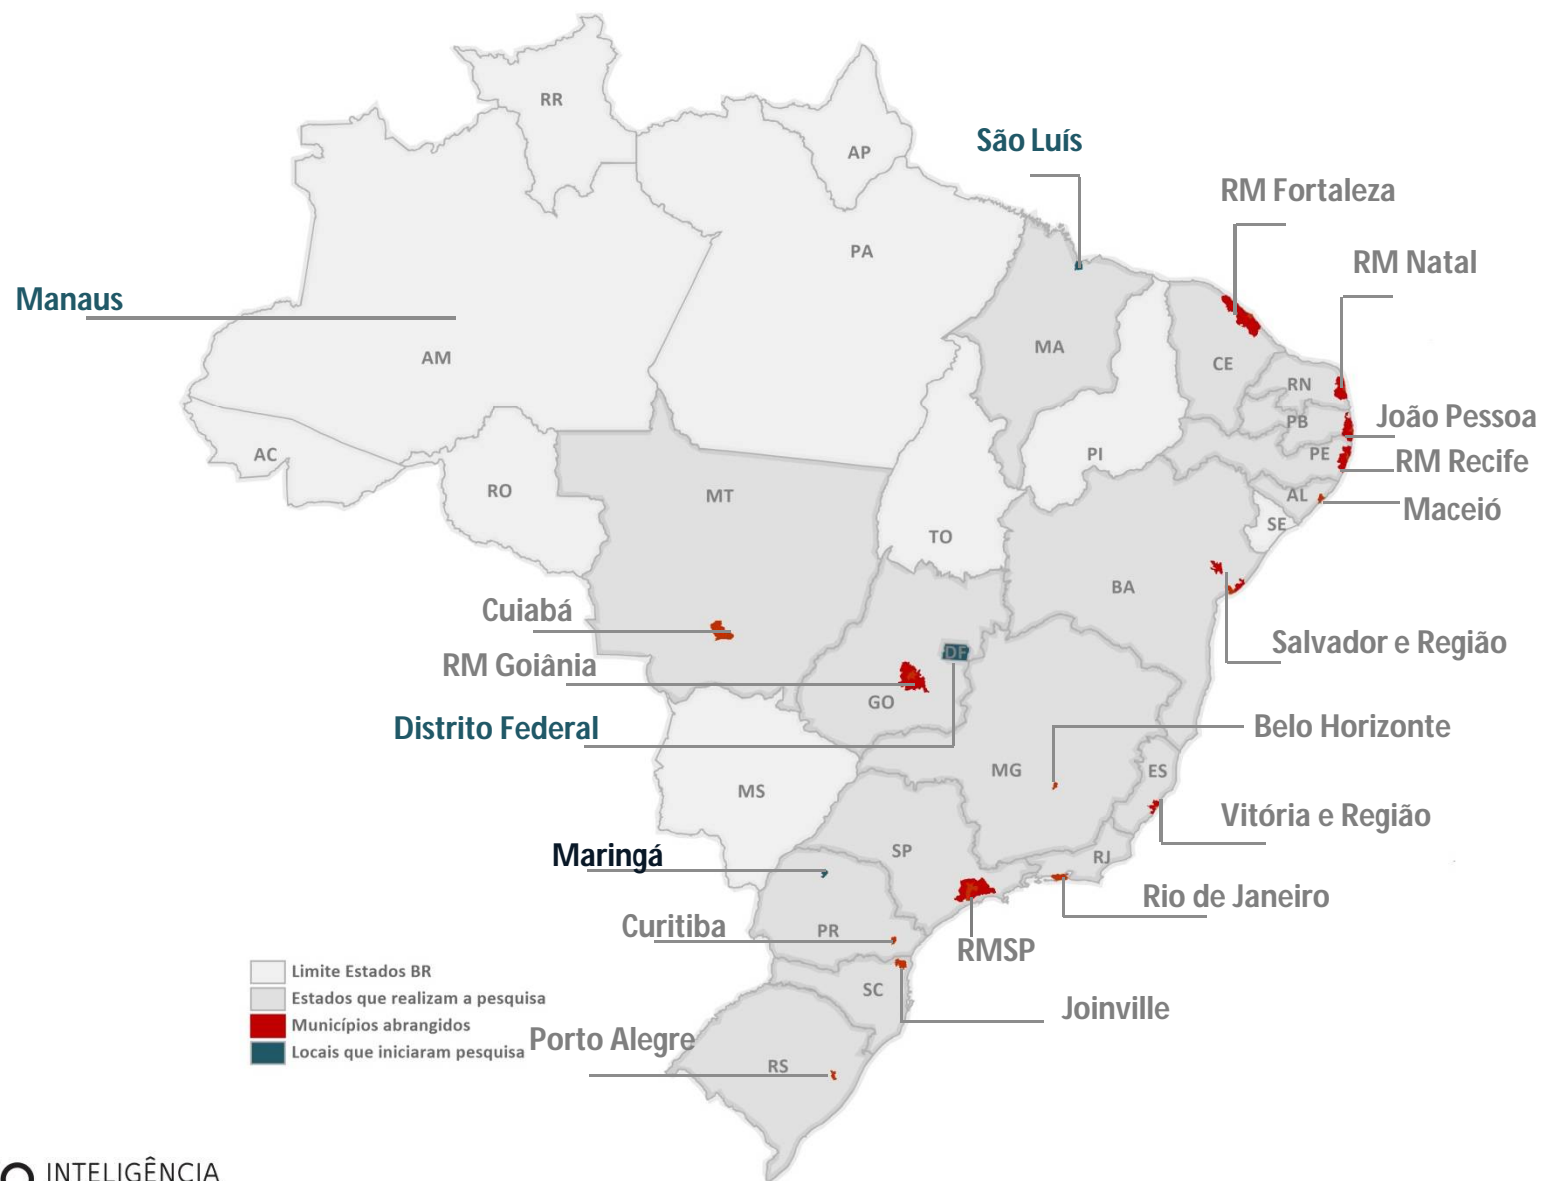 RR
AP
São Luís
RM Fortaleza
PA
RM Natal
Manaus
AM
MA
CE
RN
João Pessoa
PB
AC
PI
PE
RM Recife
RO
MT
AL
Maceió
SE
TO
BA
Cuiabá
Salvador e Região
DF
RM Goiânia
GO
Distrito Federal
Belo Horizonte
MG
ES
MS
Vitória e Região
Maringá
SP
RJ
Rio de Janeiro
Curitiba
PR
RMSP
Limite Estados BR
Estados que realizam a pesquisa
SC
Joinville
Municípios abrangidos
Locais que iniciaram pesquisa
Porto Alegre
RS
INTELIGÊNCIA